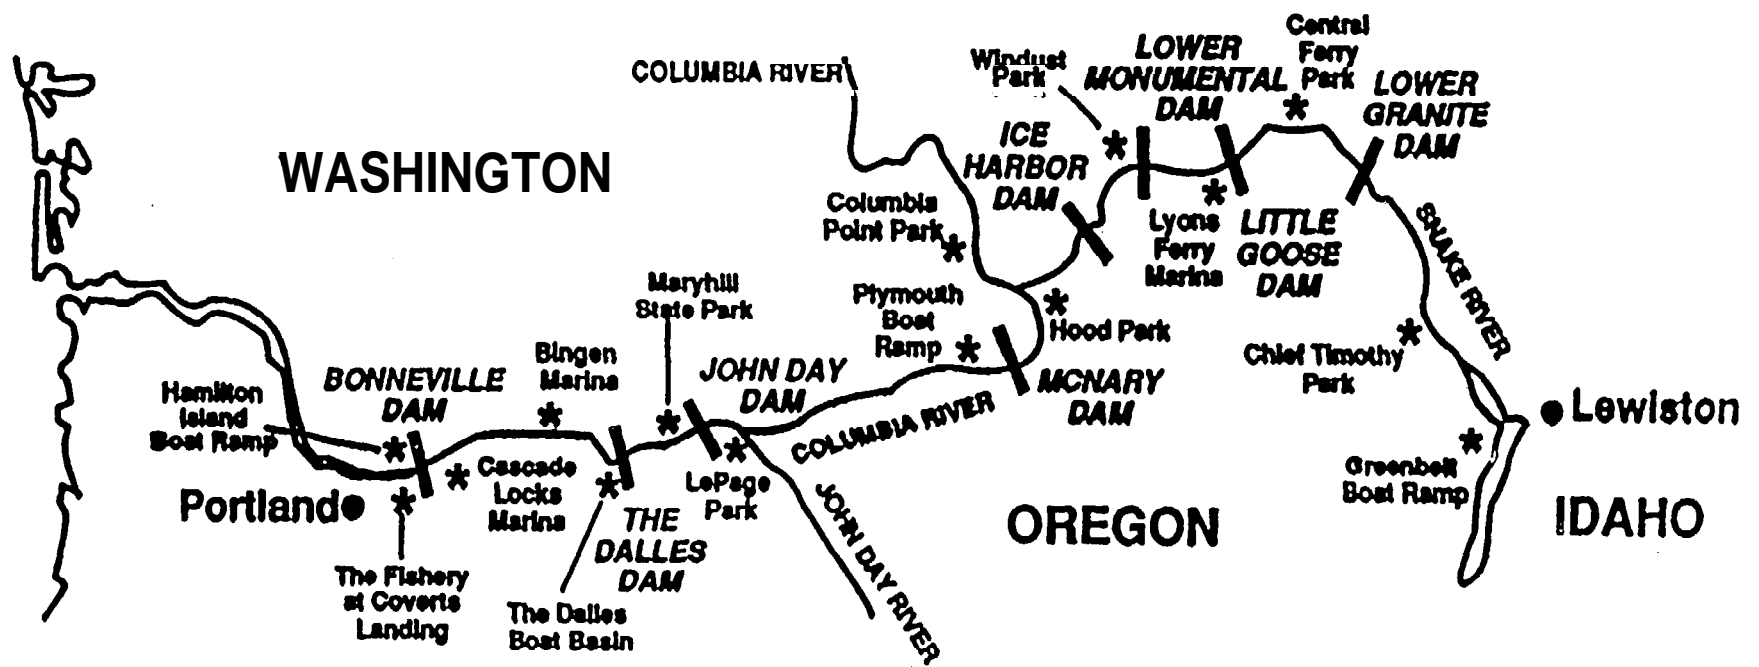 COLUMBIA RIVER
Windust
Park
LOWER
MONUMENTAL
DAM
Central
Ferry
Park
LOWER
GRANITE
DAM
ICE
HARBOR
DAM
WASHINGTON
Columbia
Point Park
Lyons
Ferry
Marina
LITTLE
GOOSE
DAM
SNAKE RIVER
Maryhill
State Park
Plymouth
Boat
Ramp
Hood Park
Chief Timothy
Park
Bingen
Marina
JOHN DAY
DAM
MCNARY
DAM
COLUMBIA RIVER
Hamilton
Island
Boat Ramp
BONNEVILLE
DAM
Lewiston
Greenbelt
Boat Ramp
Cascade
Locks
Marina
LePage
Park
Portland
THE
DALLES
DAM
JOHN DAY RIVER
OREGON
IDAHO
The Fishery
at Coverts
Landing
The Dalles
Boat Basin